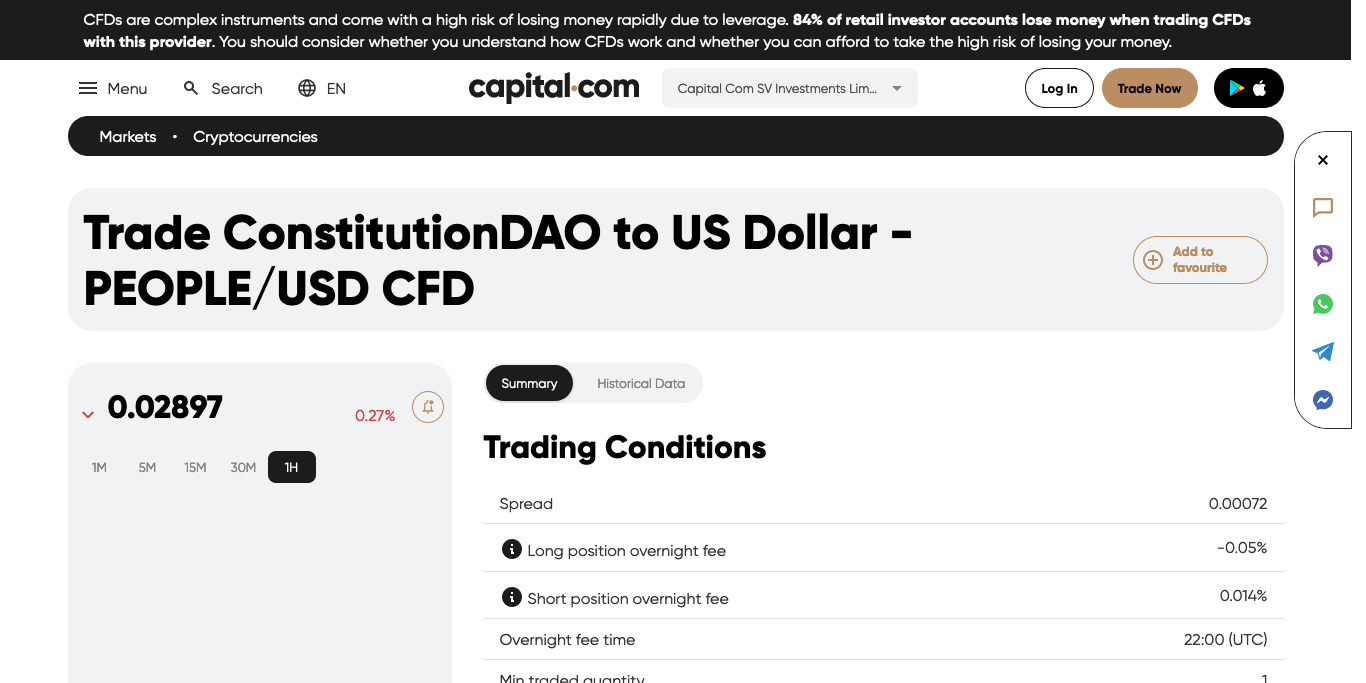 CFDs are complex instruments and come with a high risk of losing money rapidly due to leverage. 84% of retail investor accounts lose money when trading CFDs
with this provider. You should consider whether you understand how CFDs work and whether you can afford to take the high risk of losing your money.
Menu
Search
EN
capital.com
Capital Com SV Investments Lim...
Log In
Trade Now
Markets • Cryptocurrencies
Trade ConstitutionDAO to US Dollar -
PEOPLE/USD CFD
Add to
favourite
0.02897
0.27%
1M 5M 15M 30M 1H
Summary
Historical Data
Trading Conditions
Spread 0.00072
Long position overnight fee -0.05%
Short position overnight fee 0.014%
Overnight fee time 22:00 (UTC)
Min traded quantity 1